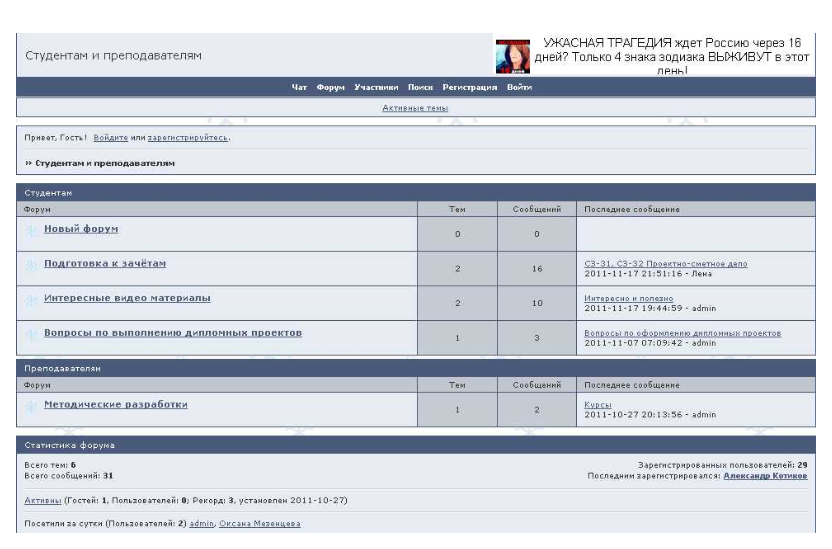 Студентам и преподавателям
УЖАСНАЯ ТРАГЕДИЯ ждет Россию через 16
дней? Только 4 знака зодиака ВЫЖИВУТ в этот
день!
Чат Форум Участники Поиск Регистрация Войти
Активные темы
Привет, Гость! Войдите или зарегистрируйтесь.
» Студентам и преподавателям
Студентам
Форум Тем Сообщений Последнее сообщение
Новый форум 0 0
Подготовка к зачётам 2 16 СЗ-31, СЗ-32 Проектно-сметное дело
2011-11-17 21:51:16 - Лена
Интересные видео материалы 2 10 Интересно и полезно
2011-11-17 19:44:59 - admin
Вопросы по выполнению дипломных проектов 1 3 Вопросы по оформлению дипломных проектов
2011-11-07 07:09:42 - admin
Преподавателям
Форум Тем Сообщений Последнее сообщение
Методические разработки 1 2 Курсы
2011-10-27 20:13:56 - admin
Статистика форума
Всего тем: 6 Зарегистрированных пользователей: 29
Всего сообщений: 31 Последним зарегистрировался: Александр Котиков
Активны (Гостей: 1, Пользователей: 0; Рекорд: 3, установлен 2011-10-27)
Посетили за сутки (Пользователей: 2) admin, Оксана Мезенцева